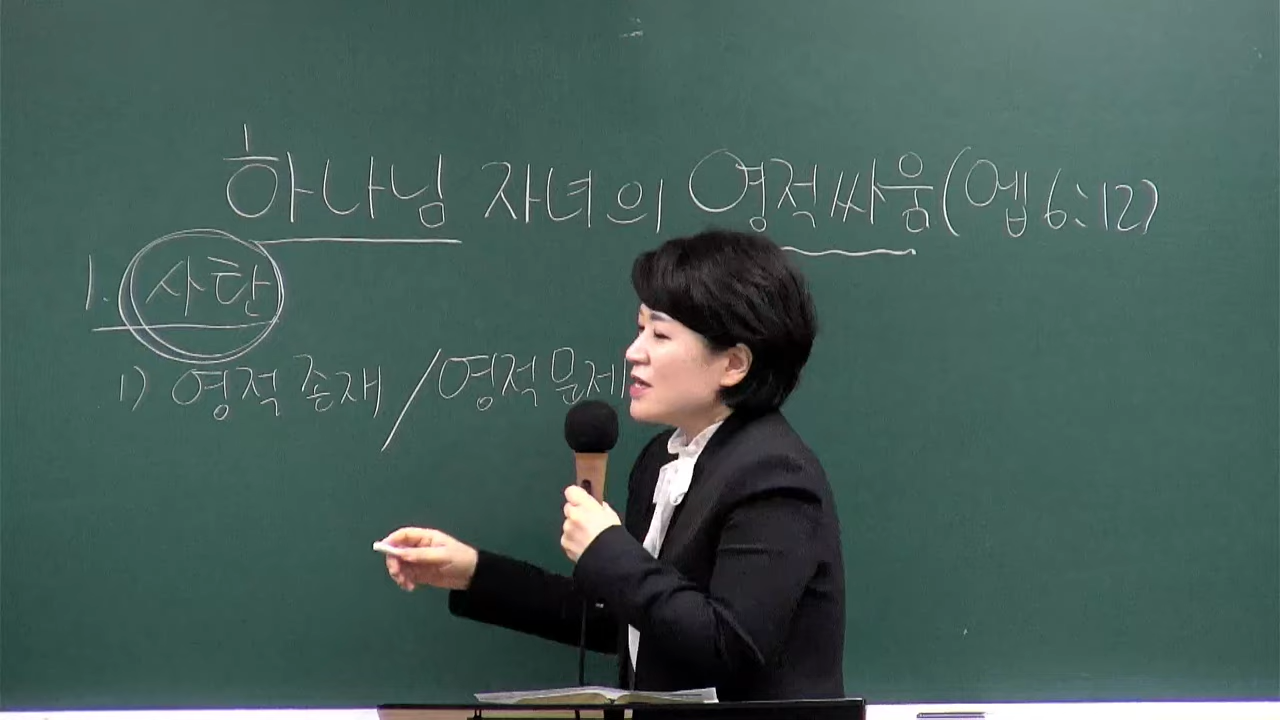 하나님 자녀의 영적싸움(엡 6:12)
1. 사탄
1) 영적 존재 / 영적 문제